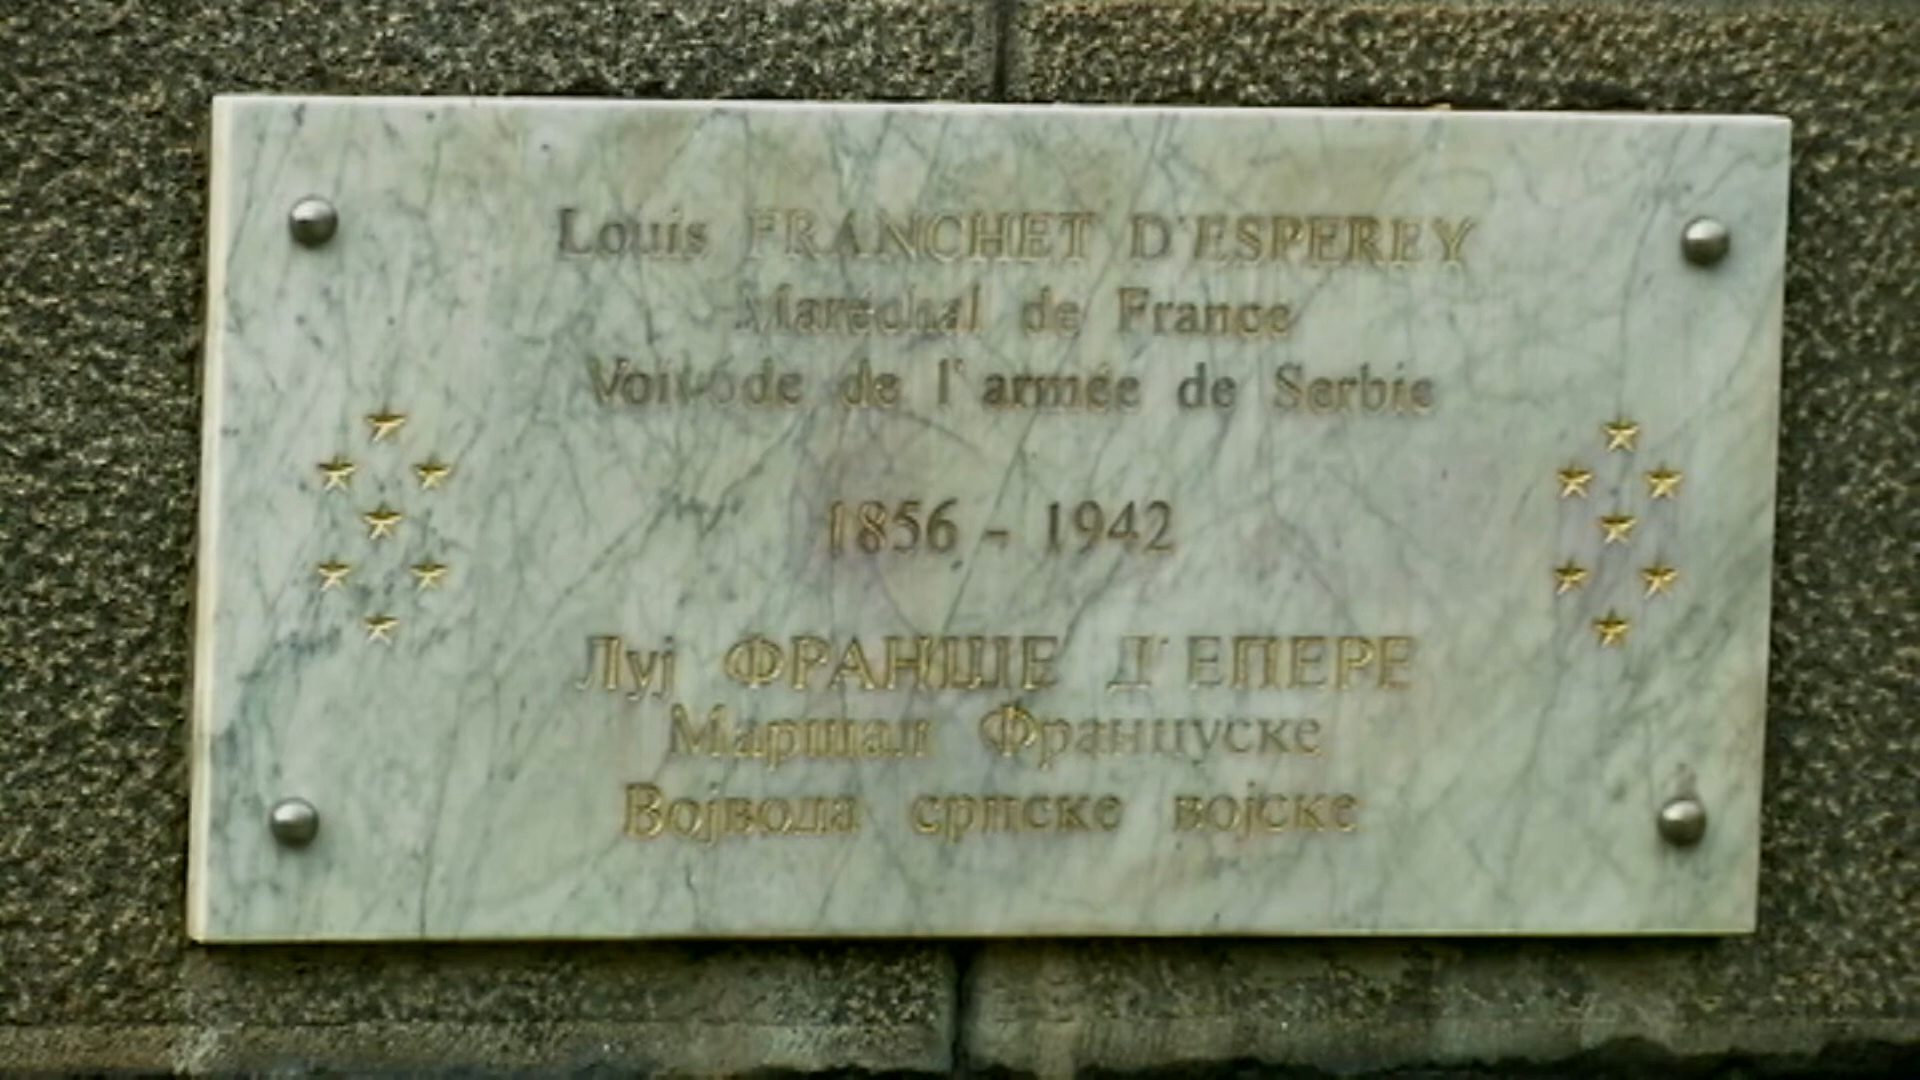 Louis FRANCHET D'ESPEREY
Maréchal de France
Voivode de l'armée de Serbie
1856 - 1942
Луј ФРАНШЕ Д'ЕПЕРЕ
Маршал Француске
Војвода српске војске